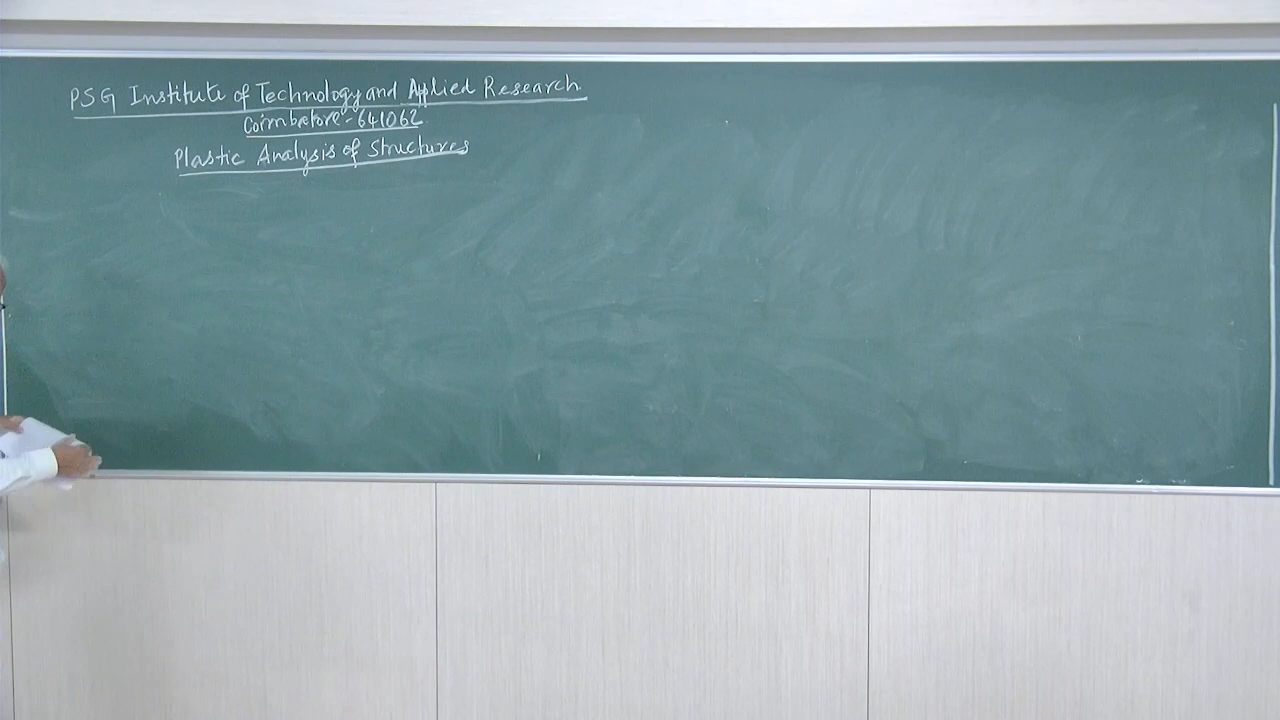 PSG Institute of Technology and Applied Research.
Coimbatore - 641062.
Plastic Analysis of Structures